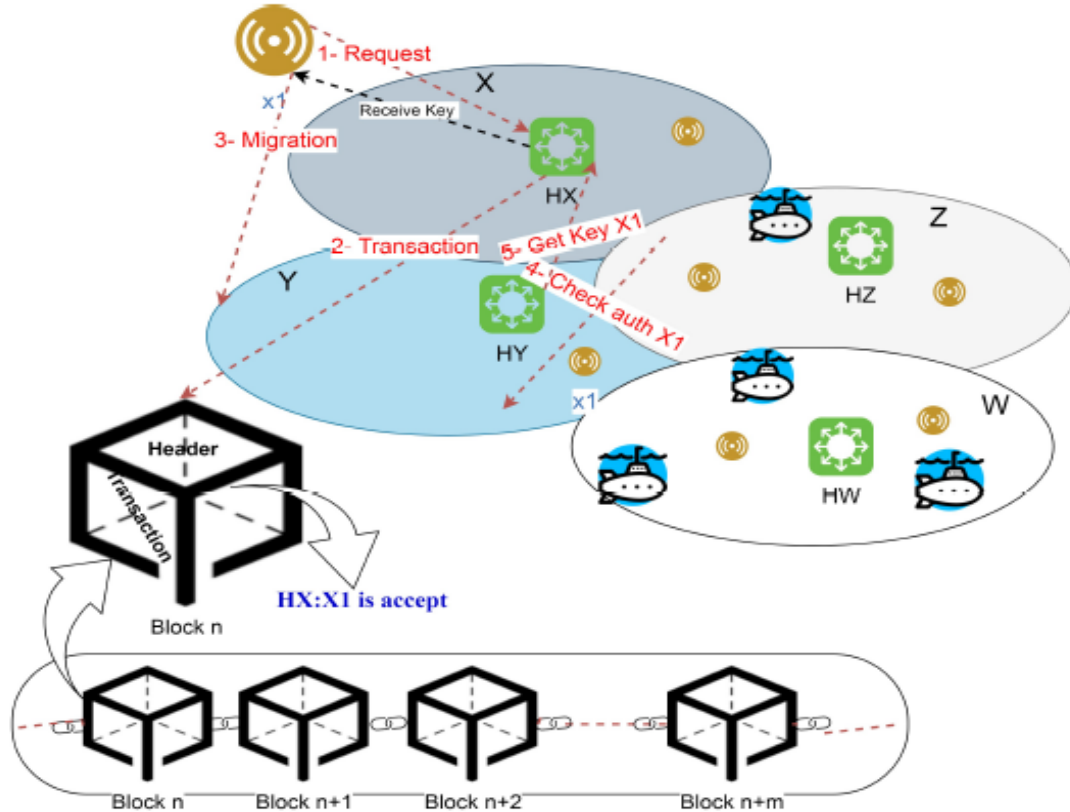 1- Request
X
x1
Receive Key
3- Migration
HX
Z
2- Transaction
5- Get Key X1
Y
4- Check auth X1
HZ
HY
x1
W
Header
Transaction
HW
HX:X1 is accept
Block n
Block n
Block n+1
Block n+2
Block n+m